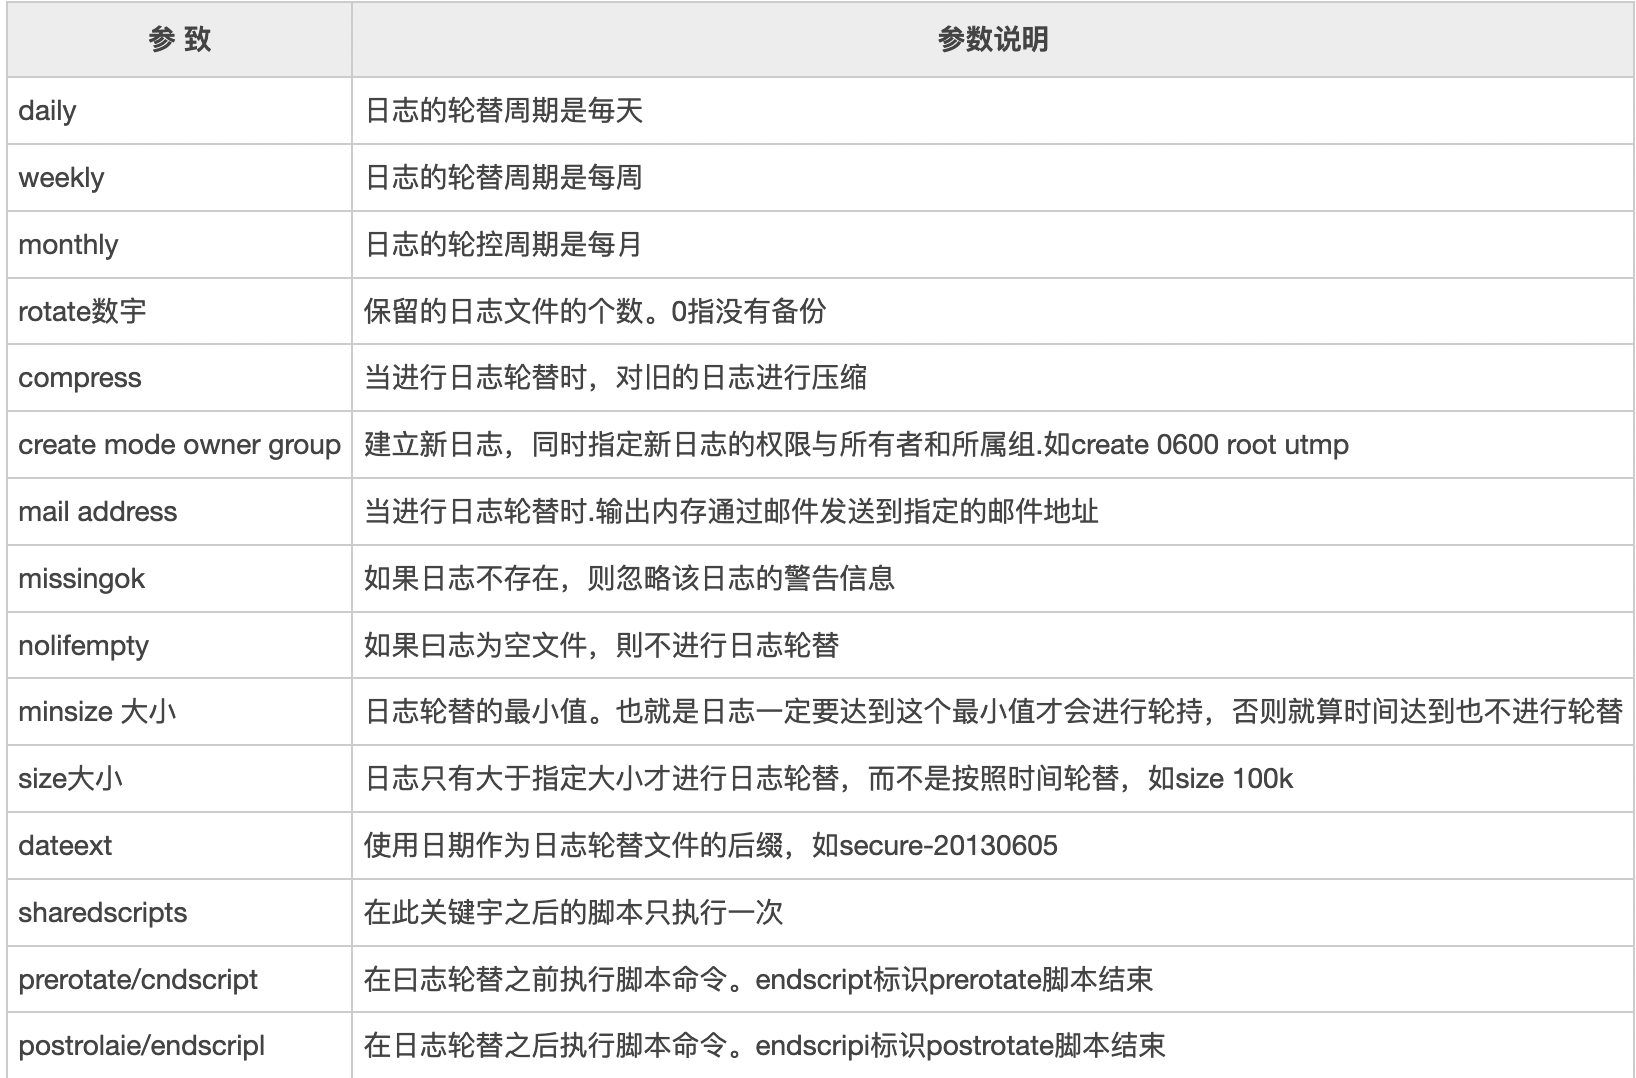 参 致 参数说明
daily 日志的轮替周期是每天
weekly 日志的轮替周期是每周
monthly 日志的轮控周期是每月
rotate数宇 保留的日志文件的个数。0指没有备份
compress 当进行日志轮替时，对旧的日志进行压缩
create mode owner group 建立新日志，同时指定新日志的权限与所有者和所属组.如create 0600 root utmp
mail address 当进行日志轮替时.输出内存通过邮件发送到指定的邮件地址
missingok 如果日志不存在，则忽略该日志的警告信息
nolifempty 如果曰志为空文件，則不进行日志轮替
minsize 大小 日志轮替的最小值。也就是日志一定要达到这个最小值才会进行轮持，否则就算时间达到也不进行轮替
size大小 日志只有大于指定大小才进行日志轮替，而不是按照时间轮替，如size 100k
dateext 使用日期作为日志轮替文件的后缀，如secure-20130605
sharedscripts 在此关键宇之后的脚本只执行一次
prerotate/cndscript 在曰志轮替之前执行脚本命令。endscript标识prerotate脚本结束
postrolaie/endscripl 在日志轮替之后执行脚本命令。endscripi标识postrotate脚本结束